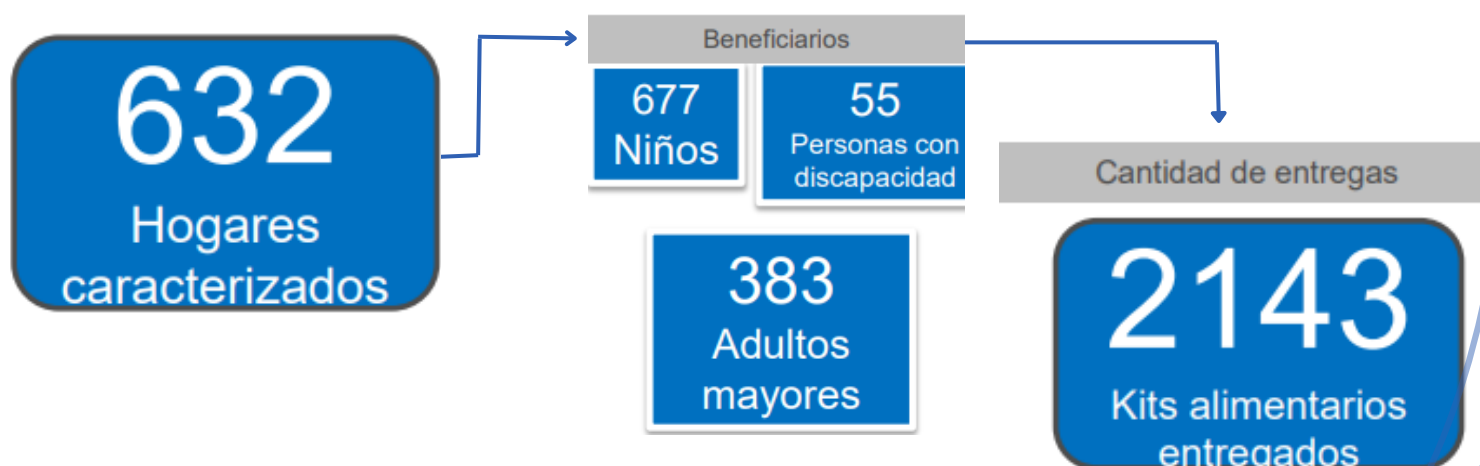 632
Hogares
caracterizados
Beneficiarios
677
Niños
55
Personas con
discapacidad
383
Adultos
mayores
Cantidad de entregas
2143
Kits alimentarios
entregados